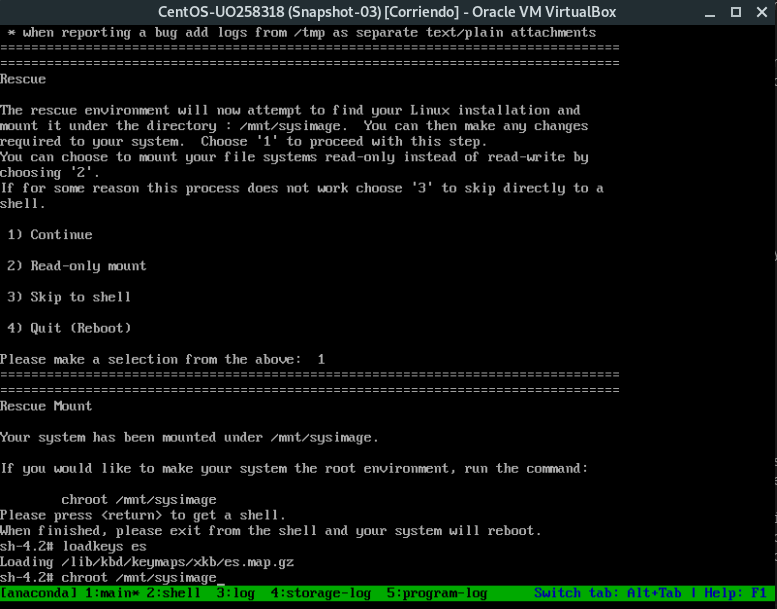 CentOS-UO258318 (Snapshot-03) [Corriendo] - Oracle VM VirtualBox
* when reporting a bug add logs from /tmp as separate text/plain attachments
================================================================================
================================================================================
Rescue
The rescue environment will now attempt to find your Linux installation and
mount it under the directory : /mnt/sysimage.  You can then make any changes
required to your system.  Choose '1' to proceed with this step.
You can choose to mount your file systems read-only instead of read-write by
choosing '2'.
If for some reason this process does not work choose '3' to skip directly to a
shell.
1) Continue
2) Read-only mount
3) Skip to shell
4) Quit (Reboot)
Please make a selection from the above:  1
================================================================================
================================================================================
Rescue Mount
Your system has been mounted under /mnt/sysimage.
If you would like to make your system the root environment, run the command:
chroot /mnt/sysimage
Please press <return> to get a shell.
When finished, please exit from the shell and your system will reboot.
sh-4.2# loadkeys es
Loading /lib/kbd/keymaps/xkb/es.map.gz
sh-4.2# chroot /mnt/sysimage_
[anaconda] 1:main* 2:shell  3:log  4:storage-log  5:program-log      Switch tab: Alt+Tab | Help: F1